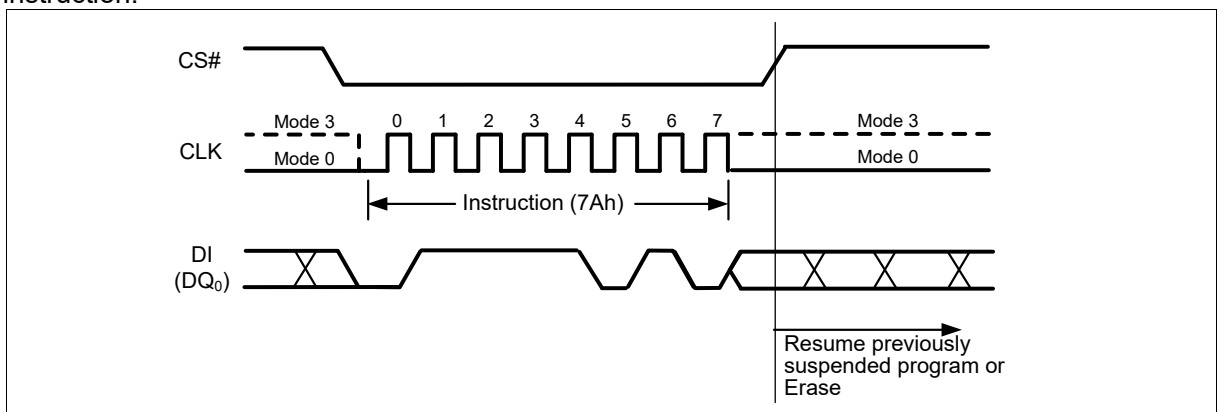 instruction.
CS#
Mode 3 0 1 2 3 4 5 6 7 Mode 3
CLK
Mode 0 Mode 0
Instruction (7Ah)
DI
(DQ₀)
Resume previously
suspended program or
Erase